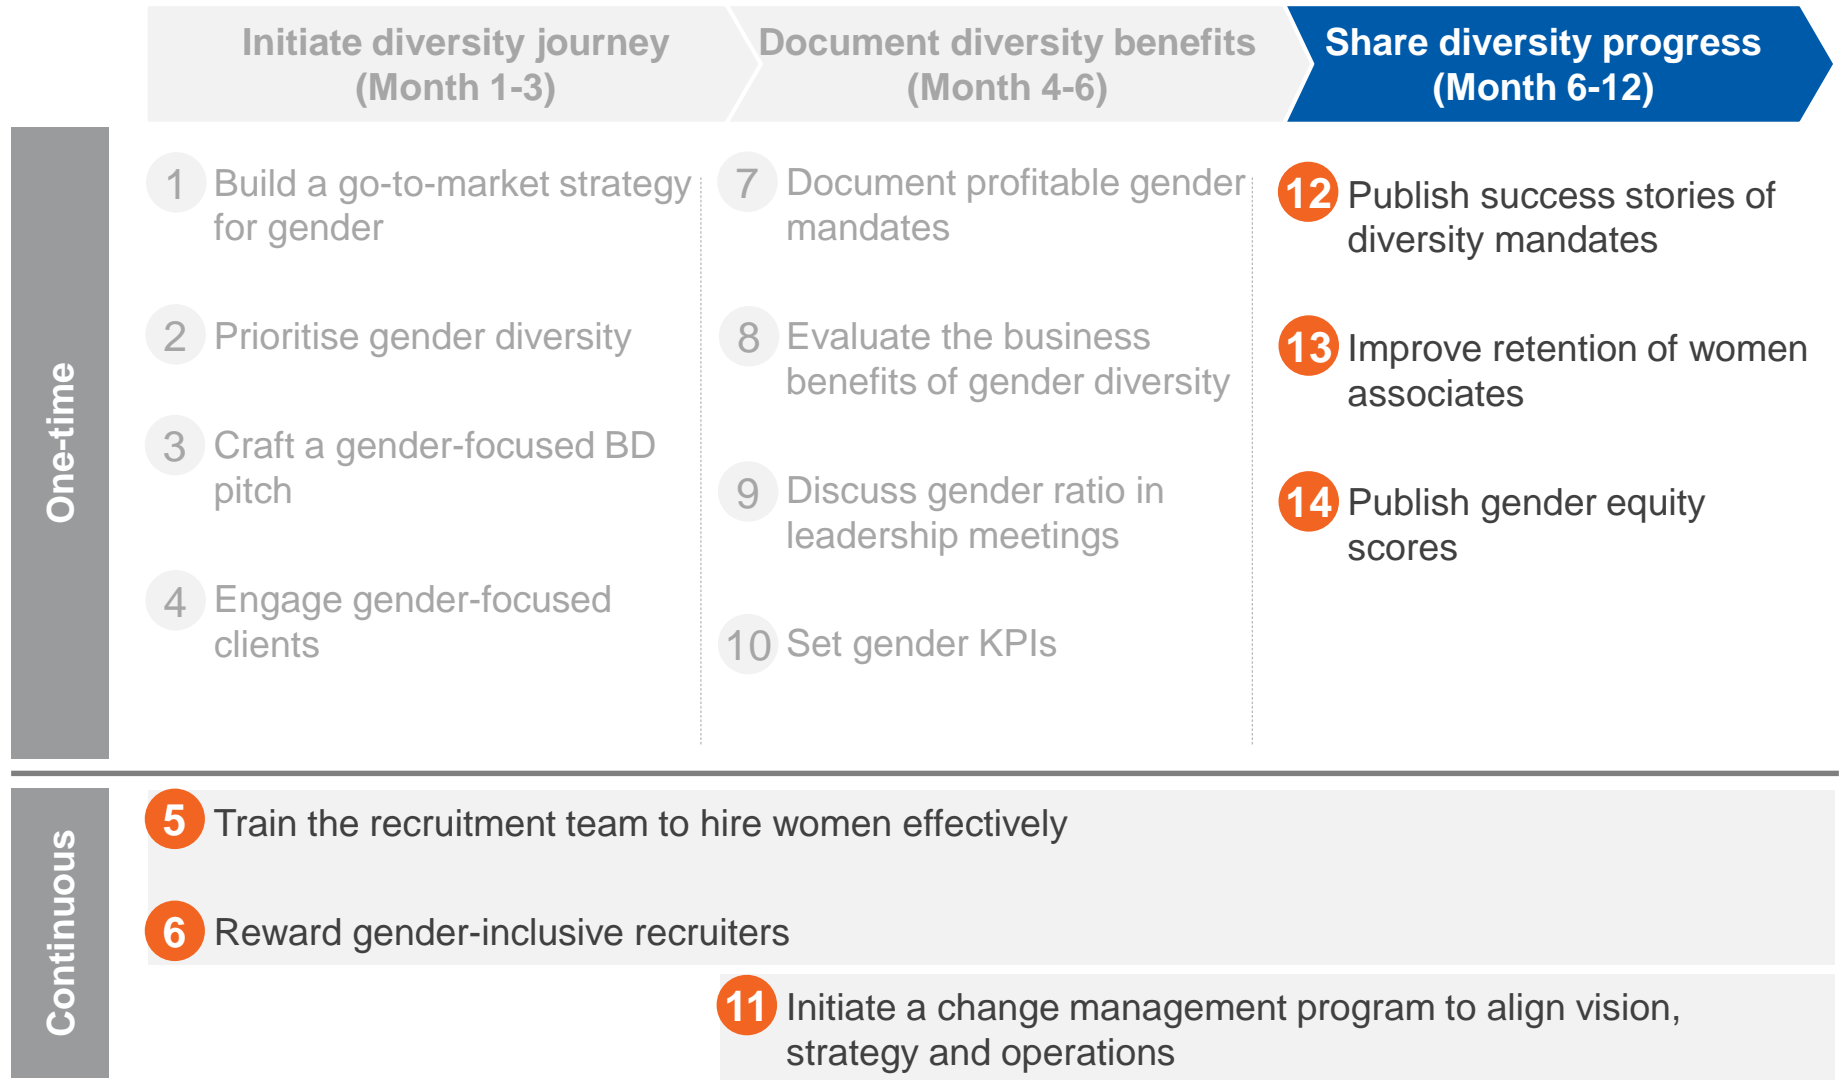 Initiate diversity journey
(Month 1-3)
Document diversity benefits
(Month 4-6)
Share diversity progress
(Month 6-12)
One-time
1 Build a go-to-market strategy
for gender
2 Prioritise gender diversity
3 Craft a gender-focused BD
pitch
4 Engage gender-focused
clients
7 Document profitable gender
mandates
8 Evaluate the business
benefits of gender diversity
9 Discuss gender ratio in
leadership meetings
10 Set gender KPIs
12 Publish success stories of
diversity mandates
13 Improve retention of women
associates
14 Publish gender equity
scores
Continuous
5 Train the recruitment team to hire women effectively
6 Reward gender-inclusive recruiters
11 Initiate a change management program to align vision,
strategy and operations